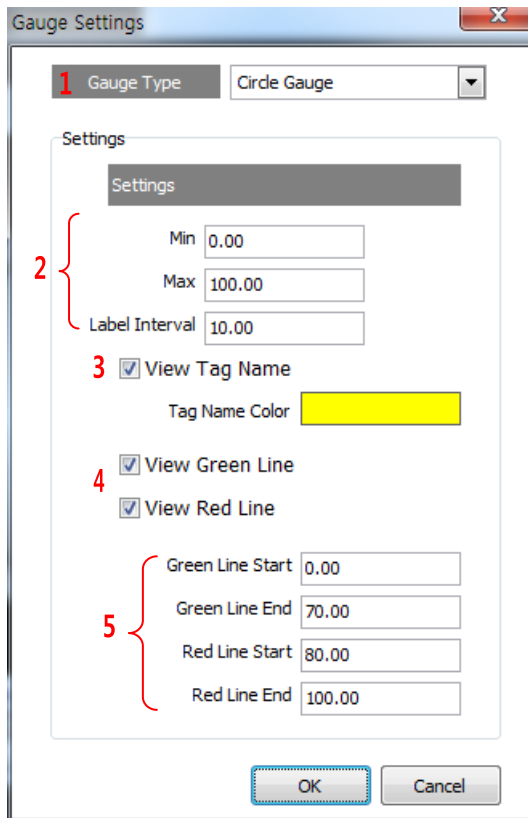 Gauge Settings
x
1 Gauge Type Circle Gauge
Settings
Settings
2
Min 0.00
Max 100.00
Label Interval 10.00
3 View Tag Name
Tag Name Color
4
View Green Line
View Red Line
5
Green Line Start 0.00
Green Line End 70.00
Red Line Start 80.00
Red Line End 100.00
OK Cancel